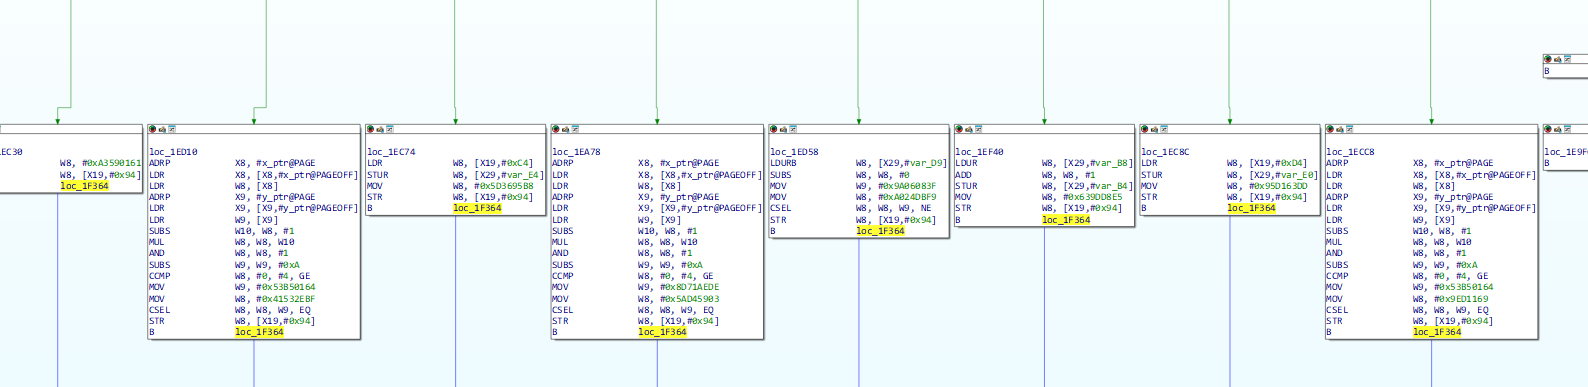 B
1EC30
W8, #0xA3590161
W8, [X19,#0x94]
loc_1F364
loc_1ED10
ADRP X8, #x_ptr@PAGE
LDR X8, [X8,#x_ptr@PAGEOFF]
LDR W8, [X8]
ADRP X9, #y_ptr@PAGE
LDR X9, [X9,#y_ptr@PAGEOFF]
LDR W9, [X9]
SUBS W10, W8, #1
MUL W8, W8, W10
AND W8, W8, #1
SUBS W9, W9, #0xA
CCMP W8, #0, #4, GE
MOV W9, #0x53B50164
MOV W8, #0x41532EBF
CSEL W8, W8, W9, EQ
STR W8, [X19,#0x94]
B loc_1F364
loc_1EC74
LDR W8, [X19,#0xC4]
STUR W8, [X29,#var_E4]
MOV W8, #0x5D3695B8
STR W8, [X19,#0x94]
B loc_1F364
loc_1EA78
ADRP X8, #x_ptr@PAGE
LDR X8, [X8,#x_ptr@PAGEOFF]
LDR W8, [X8]
ADRP X9, #y_ptr@PAGE
LDR X9, [X9,#y_ptr@PAGEOFF]
LDR W9, [X9]
SUBS W10, W8, #1
MUL W8, W8, W10
AND W8, W8, #1
SUBS W9, W9, #0xA
CCMP W8, #0, #4, GE
MOV W9, #0x8D71AEDE
MOV W8, #0x5AD45903
CSEL W8, W8, W9, EQ
STR W8, [X19,#0x94]
B loc_1F364
loc_1ED58
LDURB W8, [X29,#var_D9]
SUBS W8, W8, #0
MOV W9, #0x9A06083F
MOV W8, #0xA024DBF9
CSEL W8, W8, W9, NE
STR W8, [X19,#0x94]
B loc_1F364
loc_1EF40
LDUR W8, [X29,#var_B8]
ADD W8, W8, #1
STUR W8, [X29,#var_B4]
MOV W8, #0x639DD8E5
STR W8, [X19,#0x94]
B loc_1F364
loc_1EC8C
LDR W8, [X19,#0xD4]
STUR W8, [X29,#var_E0]
MOV W8, #0x95D163DD
STR W8, [X19,#0x94]
B loc_1F364
loc_1ECC8
ADRP X8, #x_ptr@PAGE
LDR X8, [X8,#x_ptr@PAGEOFF]
LDR W8, [X8]
ADRP X9, #y_ptr@PAGE
LDR X9, [X9,#y_ptr@PAGEOFF]
LDR W9, [X9]
SUBS W10, W8, #1
MUL W8, W8, W10
AND W8, W8, #1
SUBS W9, W9, #0xA
CCMP W8, #0, #4, GE
MOV W9, #0x53B50164
MOV W8, #0x9ED1169
CSEL W8, W8, W9, EQ
STR W8, [X19,#0x94]
B loc_1F364
B